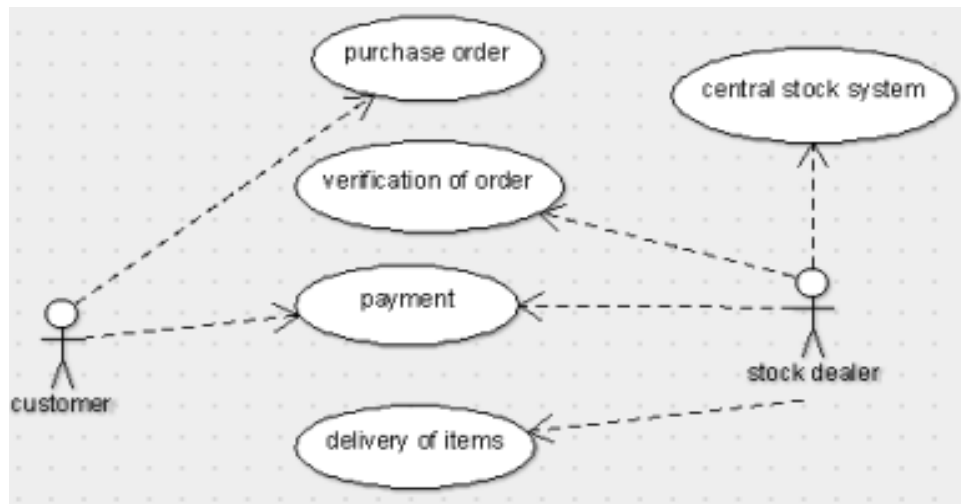 purchase order
central stock system
verification of order
payment
stock dealer
customer
delivery of items